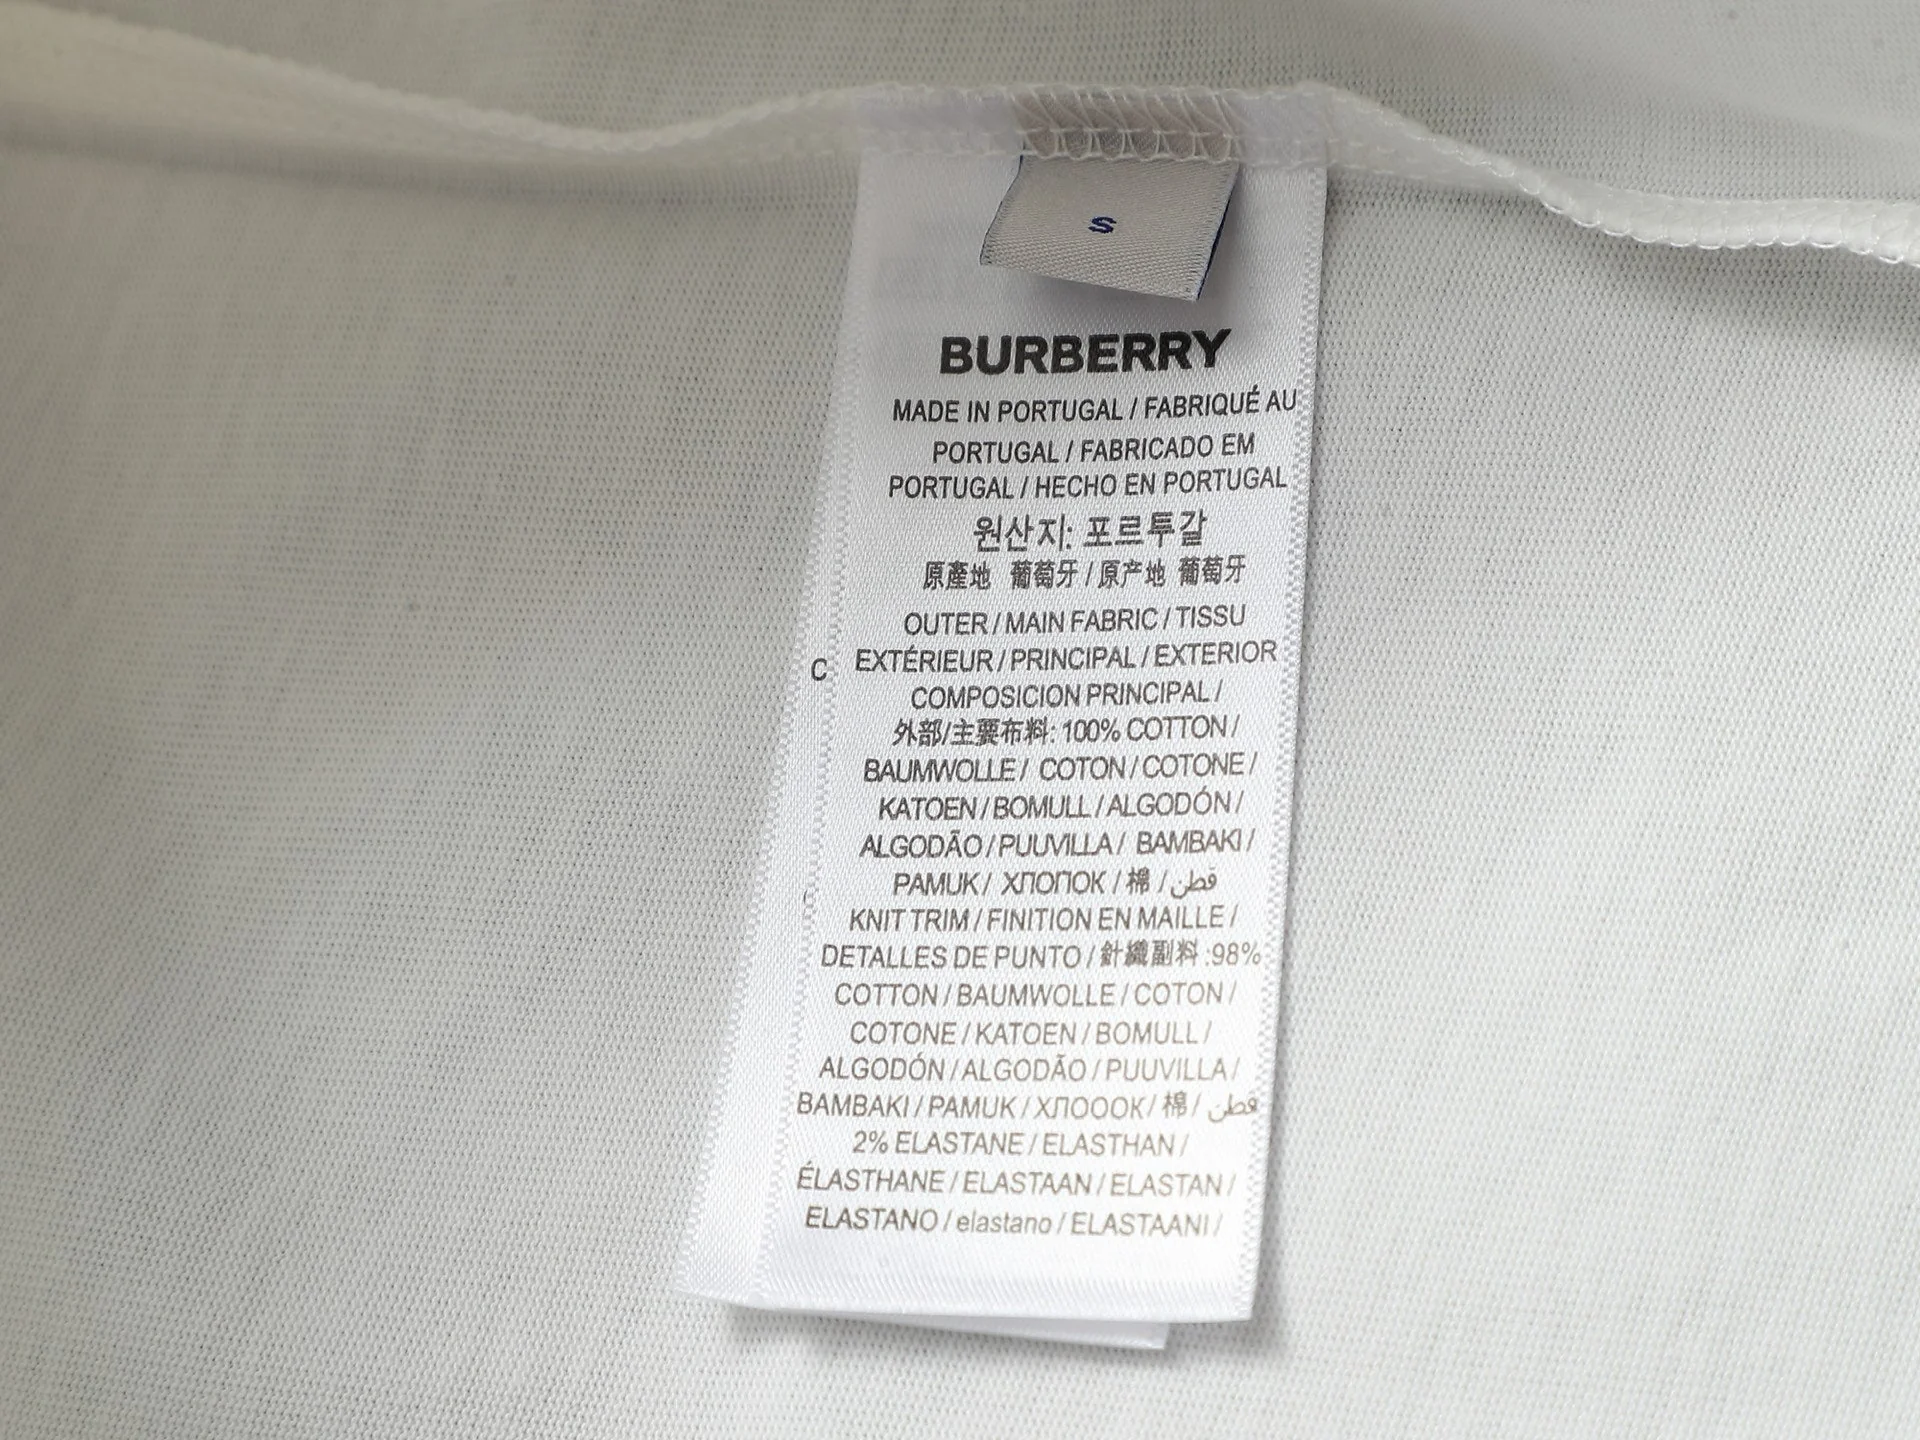 S
BURBERRY
MADE IN PORTUGAL / FABRIQUÉ AU
PORTUGAL / FABRICADO EM
PORTUGAL / HECHO EN PORTUGAL
원산지: 포르투갈
原產地 葡萄牙 / 原产地 葡萄牙
OUTER / MAIN FABRIC / TISSU
EXTÉRIEUR / PRINCIPAL / EXTERIOR
COMPOSICION PRINCIPAL /
外部/主要布料: 100% COTTON /
BAUMWOLLE / COTON / COTONE /
KATOEN / BOMULL / ALGODÓN /
ALGODÃO / PUUVILLA / BAMBAKI /
PAMUK / ХЛОПОК / 棉 / قطن
KNIT TRIM / FINITION EN MAILLE /
DETALLES DE PUNTO / 針織副料 :98%
COTTON / BAUMWOLLE / COTON /
COTONE / KATOEN / BOMULL /
ALGODÓN / ALGODÃO / PUUVILLA /
BAMBAKI / PAMUK / ХЛОООК / 棉 / قطن
2% ELASTANE / ELASTHAN /
ÉLASTHANE / ELASTAAN / ELASTAN /
ELASTANO / elastano / ELASTAANI /
C